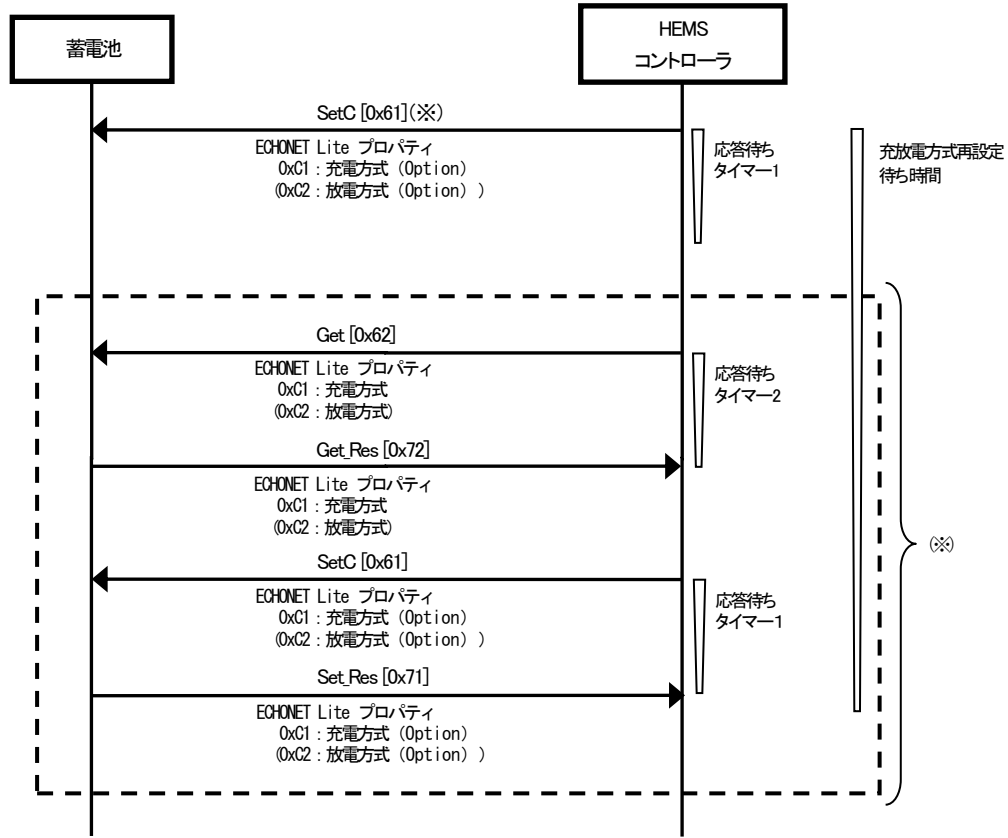 蓄電池
HEMS
コントローラ
SetC [0x61](※)
ECHONET Lite プロパティ
0xC1：充電方式（Option）
(0xC2：放電方式（Option）)
応答待ち
タイマー1
充放電方式再設定
待ち時間
Get [0x62]
ECHONET Lite プロパティ
0xC1：充電方式
(0xC2：放電方式)
応答待ち
タイマー2
Get_Res [0x72]
ECHONET Lite プロパティ
0xC1：充電方式
(0xC2：放電方式)
(※)
SetC [0x61]
ECHONET Lite プロパティ
0xC1：充電方式（Option）
(0xC2：放電方式（Option）)
応答待ち
タイマー1
Set_Res [0x71]
ECHONET Lite プロパティ
0xC1：充電方式（Option）
(0xC2：放電方式（Option）)